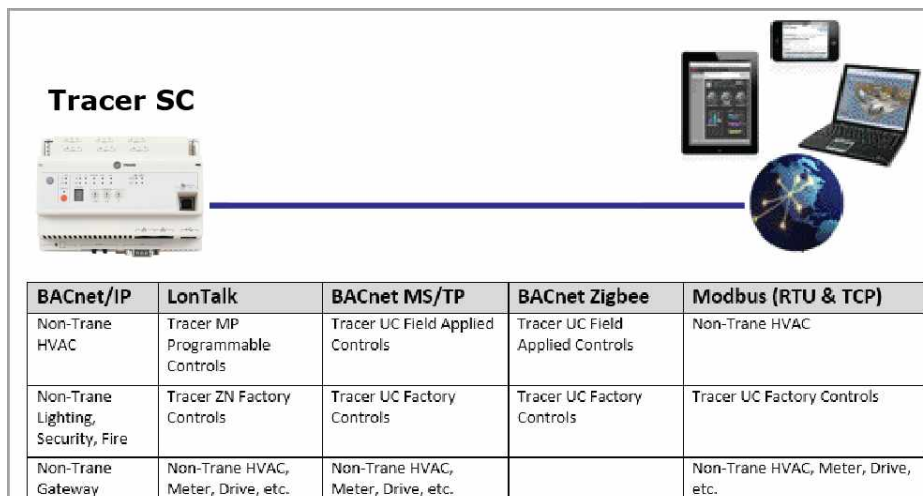 Tracer SC
BACnet/IP
LonTalk
BACnet MS/TP
BACnet Zigbee
Modbus (RTU & TCP)
Non-Trane
HVAC
Tracer MP
Programmable
Controls
Tracer UC Field Applied
Controls
Tracer UC Field
Applied Controls
Non-Trane HVAC
Non-Trane
Lighting,
Security, Fire
Tracer ZN Factory
Controls
Tracer UC Factory
Controls
Tracer UC Factory
Controls
Tracer UC Factory Controls
Non-Trane
Gateway
Non-Trane HVAC,
Meter, Drive, etc.
Non-Trane HVAC,
Meter, Drive, etc.
Non-Trane HVAC, Meter, Drive,
etc.